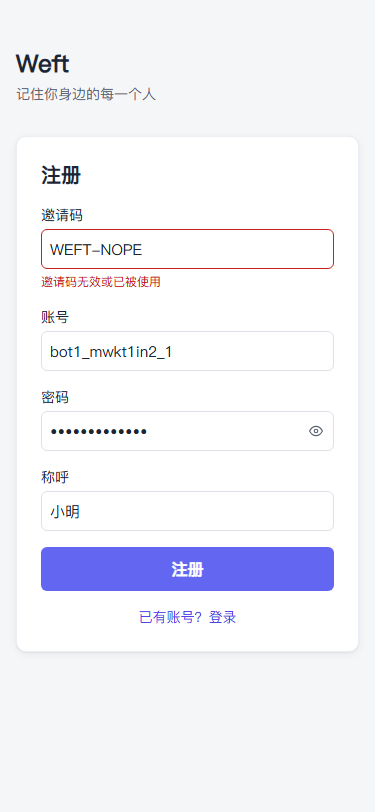 Weft
记住你身边的每一个人
注册
邀请码
WEFT-NOPE
邀请码无效或已被使用
账号
bot1_mwkt1in2_1
密码
•••••••••••••
称呼
小明
注册
已有账号？登录